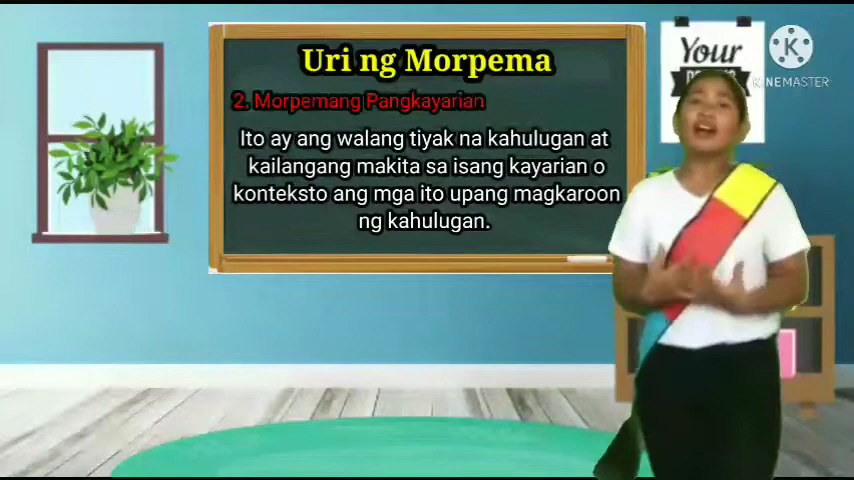 Uri ng Morpema
2. Morpemang Pangkayarian
Ito ay ang walang tiyak na kahulugan at
kailangang makita sa isang kayarian o
konteksto ang mga ito upang magkaroon
ng kahulugan.
Your
K
KINEMASTER